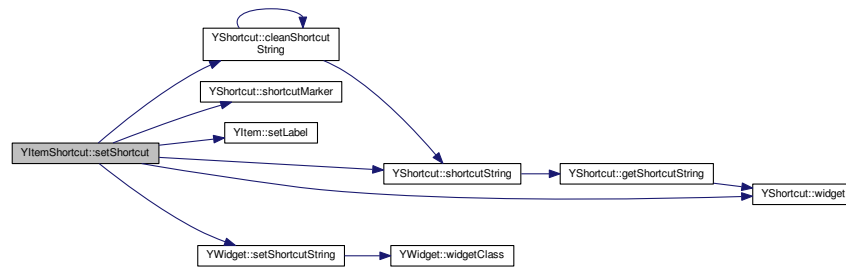 YShortcut::cleanShortcut
String
YShortcut::shortcutMarker
YItem::setLabel
YItemShortcut::setShortcut
YShortcut::shortcutString
YShortcut::getShortcutString
YShortcut::widget
YWidget::setShortcutString
YWidget::widgetClass